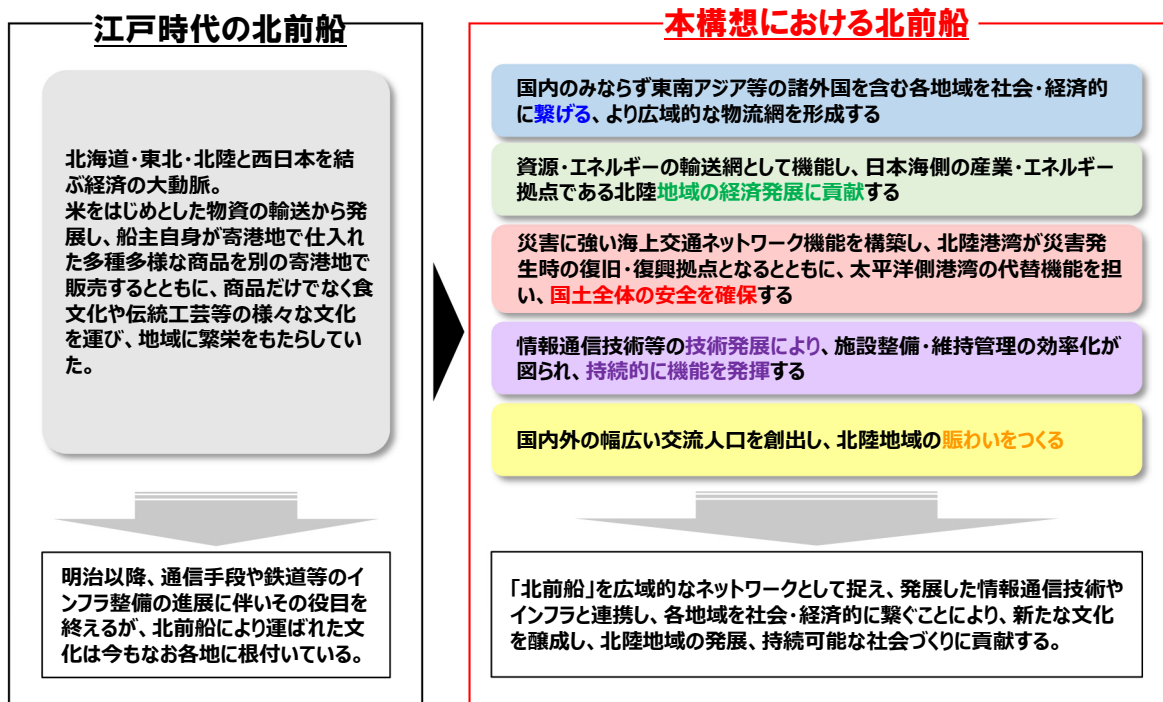 江戸時代の北前船
北海道・東北・北陸と西日本を結
ぶ経済の大動脈。
米をはじめとした物資の輸送から発
展し、船主自身が寄港地で仕入れ
た多種多様な商品を別の寄港地で
販売するとともに、商品だけでなく食
文化や伝統工芸等の様々な文化
を運び、地域に繁栄をもたらしてい
た。
明治以降、通信手段や鉄道等のイ
ンフラ整備の進展に伴いその役目を
終えるが、北前船により運ばれた文
化は今もなお各地に根付いている。
本構想における北前船
国内のみならず東南アジア等の諸外国を含む各地域を社会・経済的
に繋げる、より広域的な物流網を形成する
資源・エネルギーの輸送網として機能し、日本海側の産業・エネルギー
拠点である北陸地域の経済発展に貢献する
災害に強い海上交通ネットワーク機能を構築し、北陸港湾が災害発
生時の復旧・復興拠点となるとともに、太平洋側港湾の代替機能を担
い、国土全体の安全を確保する
情報通信技術等の技術発展により、施設整備・維持管理の効率化が
図られ、持続的に機能を発揮する
国内外の幅広い交流人口を創出し、北陸地域の賑わいをつくる
「北前船」を広域的なネットワークとして捉え、発展した情報通信技術や
インフラと連携し、各地域を社会・経済的に繋ぐことにより、新たな文化
を醸成し、北陸地域の発展、持続可能な社会づくりに貢献する。